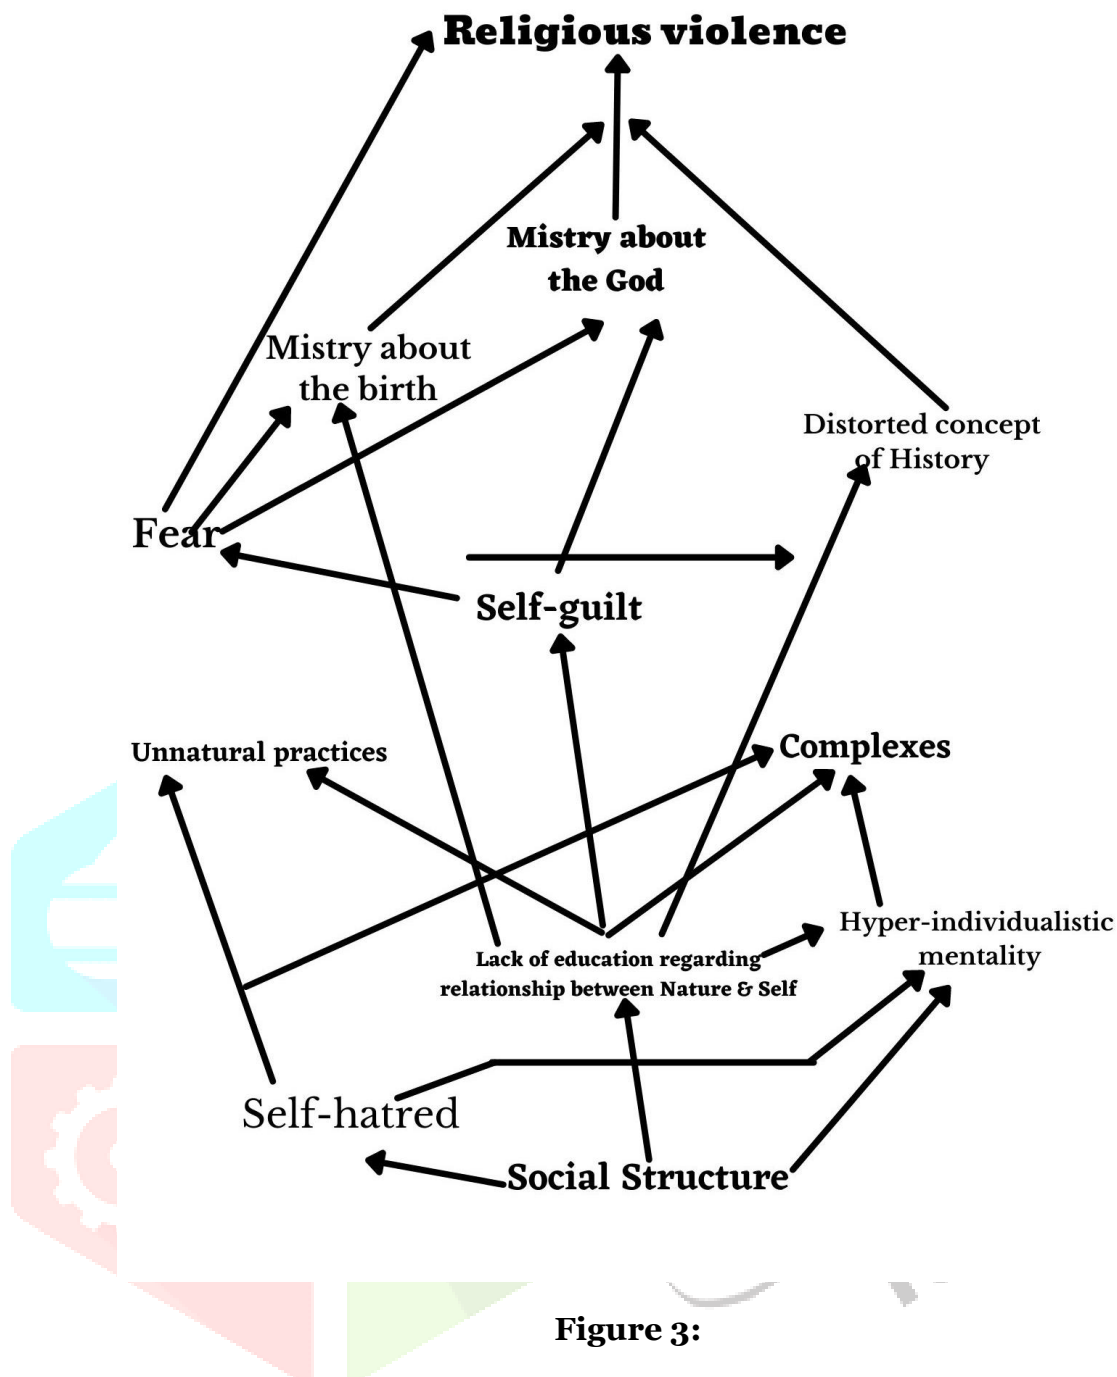 Religious violence
Mistry about
the God
Mistry about
the birth
Distorted concept
of History
Fear
Self-guilt
Unnatural practices
Complexes
Hyper-individualistic
mentality
Lack of education regarding
relationship between Nature & Self
Self-hatred
Social Structure
Figure 3: